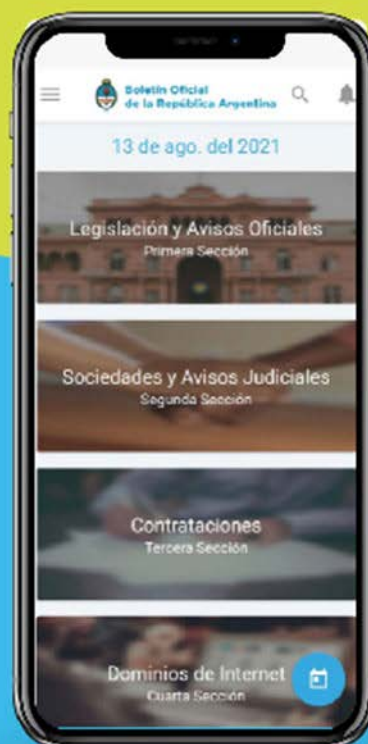 Boletín Oficial
de la República Argentina
13 de ago. del 2021
Legislación y Avisos Oficiales
Primera Sección
Sociedades y Avisos Judiciales
Segunda Sección
Contrataciones
Tercera Sección
Dominios de Internet
Cuarta Sección